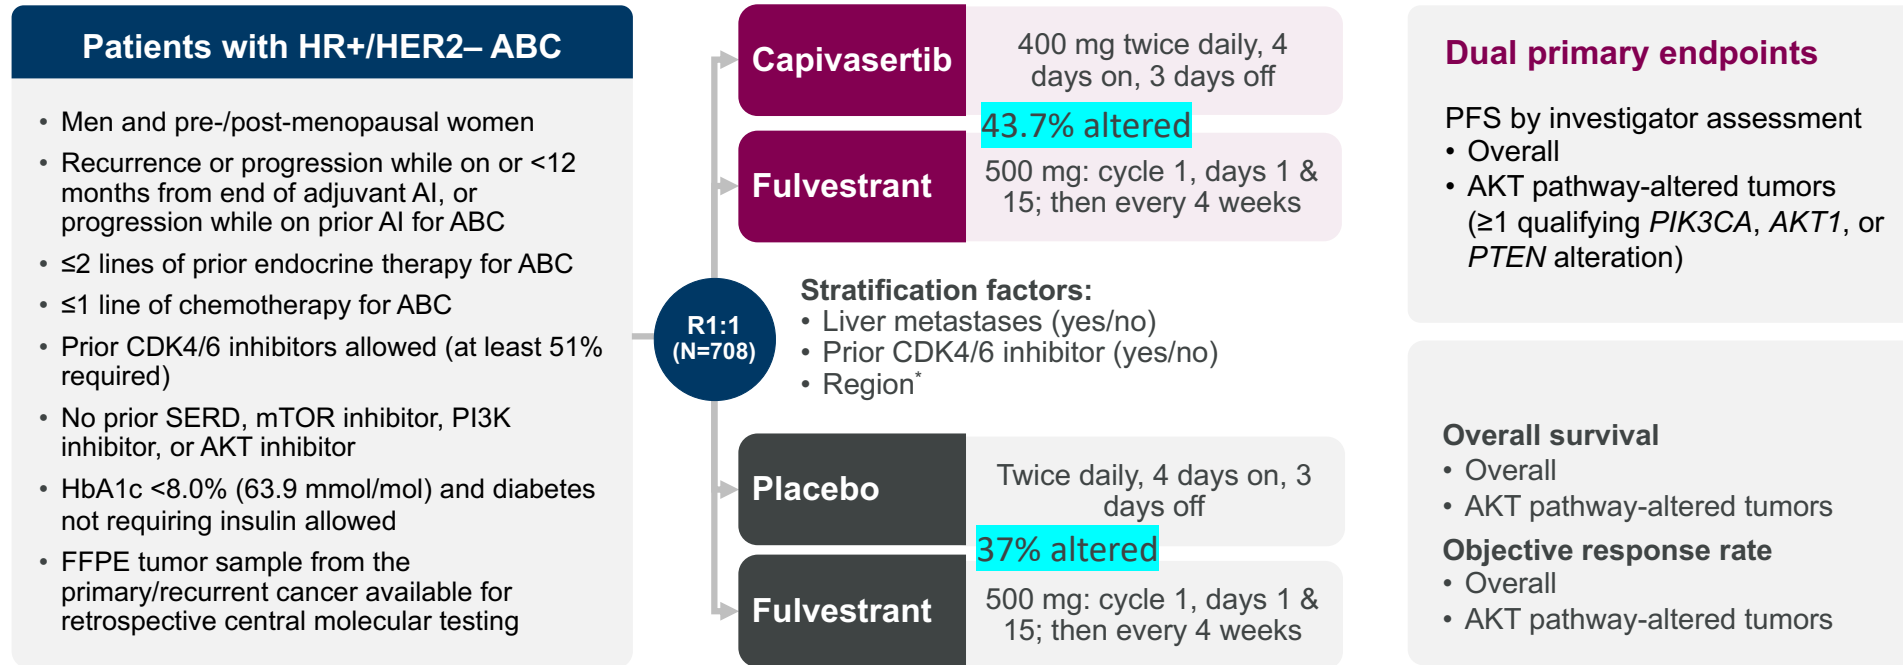 Patients with HR+/HER2– ABC
• Men and pre-/post-menopausal women
• Recurrence or progression while on or <12
months from end of adjuvant AI, or
progression while on prior AI for ABC
• ≤2 lines of prior endocrine therapy for ABC
• ≤1 line of chemotherapy for ABC
• Prior CDK4/6 inhibitors allowed (at least 51%
required)
• No prior SERD, mTOR inhibitor, PI3K
inhibitor, or AKT inhibitor
• HbA1c <8.0% (63.9 mmol/mol) and diabetes
not requiring insulin allowed
• FFPE tumor sample from the
primary/recurrent cancer available for
retrospective central molecular testing
R1:1
(N=708)
Capivasertib
400 mg twice daily, 4
days on, 3 days off
43.7% altered
Fulvestrant
500 mg: cycle 1, days 1 &
15; then every 4 weeks
Stratification factors:
• Liver metastases (yes/no)
• Prior CDK4/6 inhibitor (yes/no)
• Region*
Placebo
Twice daily, 4 days on, 3
days off
37% altered
Fulvestrant
500 mg: cycle 1, days 1 &
15; then every 4 weeks
Dual primary endpoints
PFS by investigator assessment
• Overall
• AKT pathway-altered tumors
(≥1 qualifying PIK3CA, AKT1, or
PTEN alteration)
Overall survival
• Overall
• AKT pathway-altered tumors
Objective response rate
• Overall
• AKT pathway-altered tumors